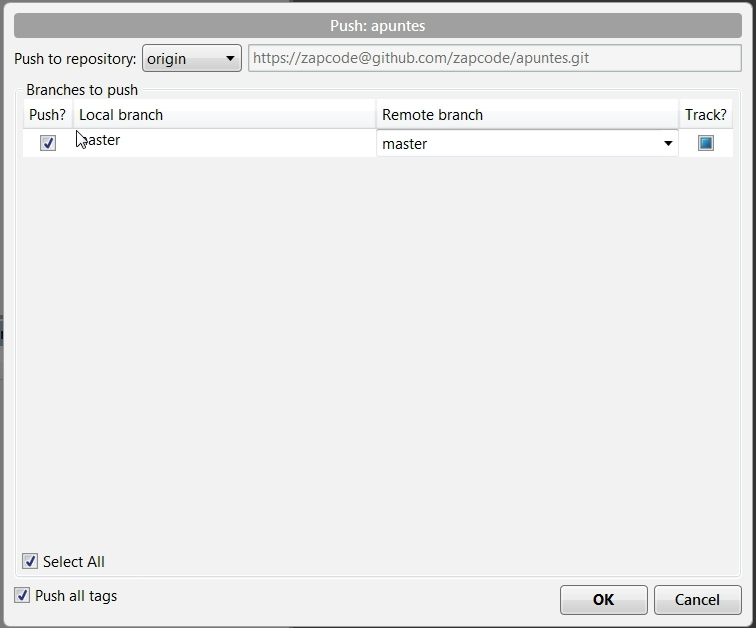 Push: apuntes
Push to repository: origin https://zapcode@github.com/zapcode/apuntes.git
Branches to push
Push? Local branch Remote branch Track?
master master
Select All
Push all tags
OK Cancel